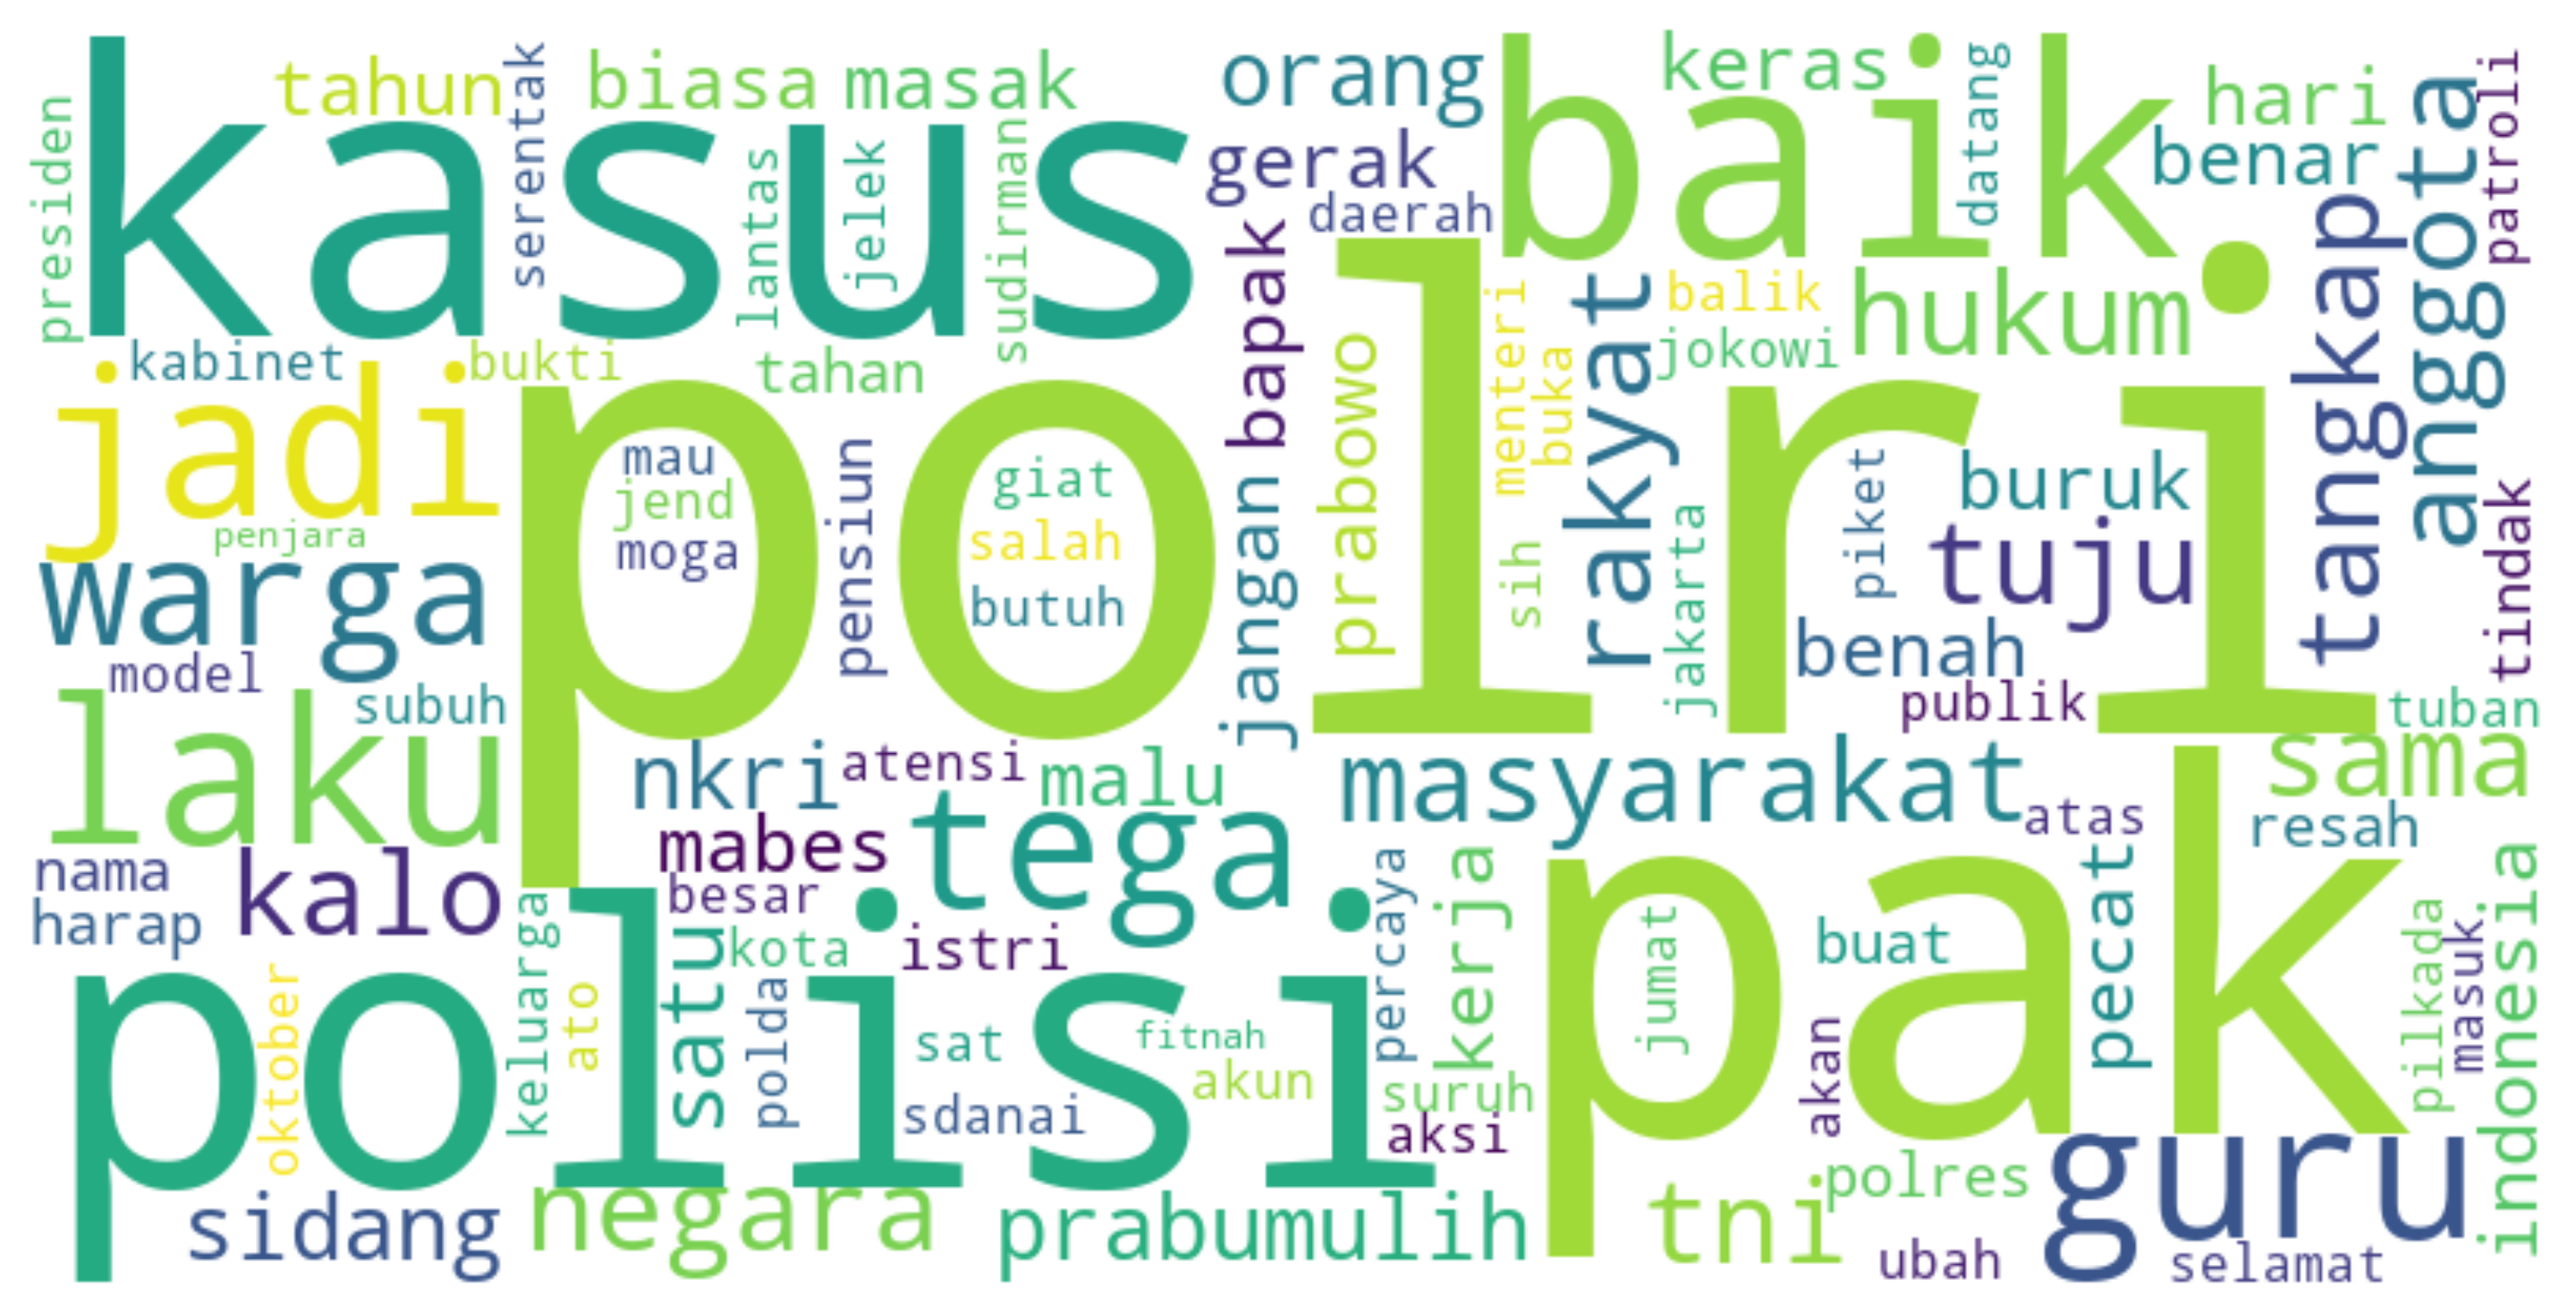 presiden
kasus
tahun
serentak
biasa
masak
lantas
jelek
sudirman
orang
gerak
daerah
baik
keras
datang
hari
benar
patroli
anggota
tangkap
kabinet
bukti
tahan
jadi
penjara
polri
bapak
prabowo
menteri
buka
rakyat
balik
jokowi
hukum
mau
jend
moga
pensiun
giat
salah
butuh
jangan
sih
jakarta
piket
buruk
tuju
benah
publik
tindak
tuban
warga
model
subuh
laku
nkri
atensi
malu
masyarakat
atas
sama
resah
mabes
tega
besar
nama
harap
kalo
keluarga
ato
satu
kota
istri
polda
percaya
kerja
pak
jumat
buat
pecat
pilkada
masuk
indonesia
polisi
oktober
sat
fitnah
akun
sdanai
suruh
aksi
akan
sidang
negara
prabumulih
tni
polres
guru
ubah
selamat